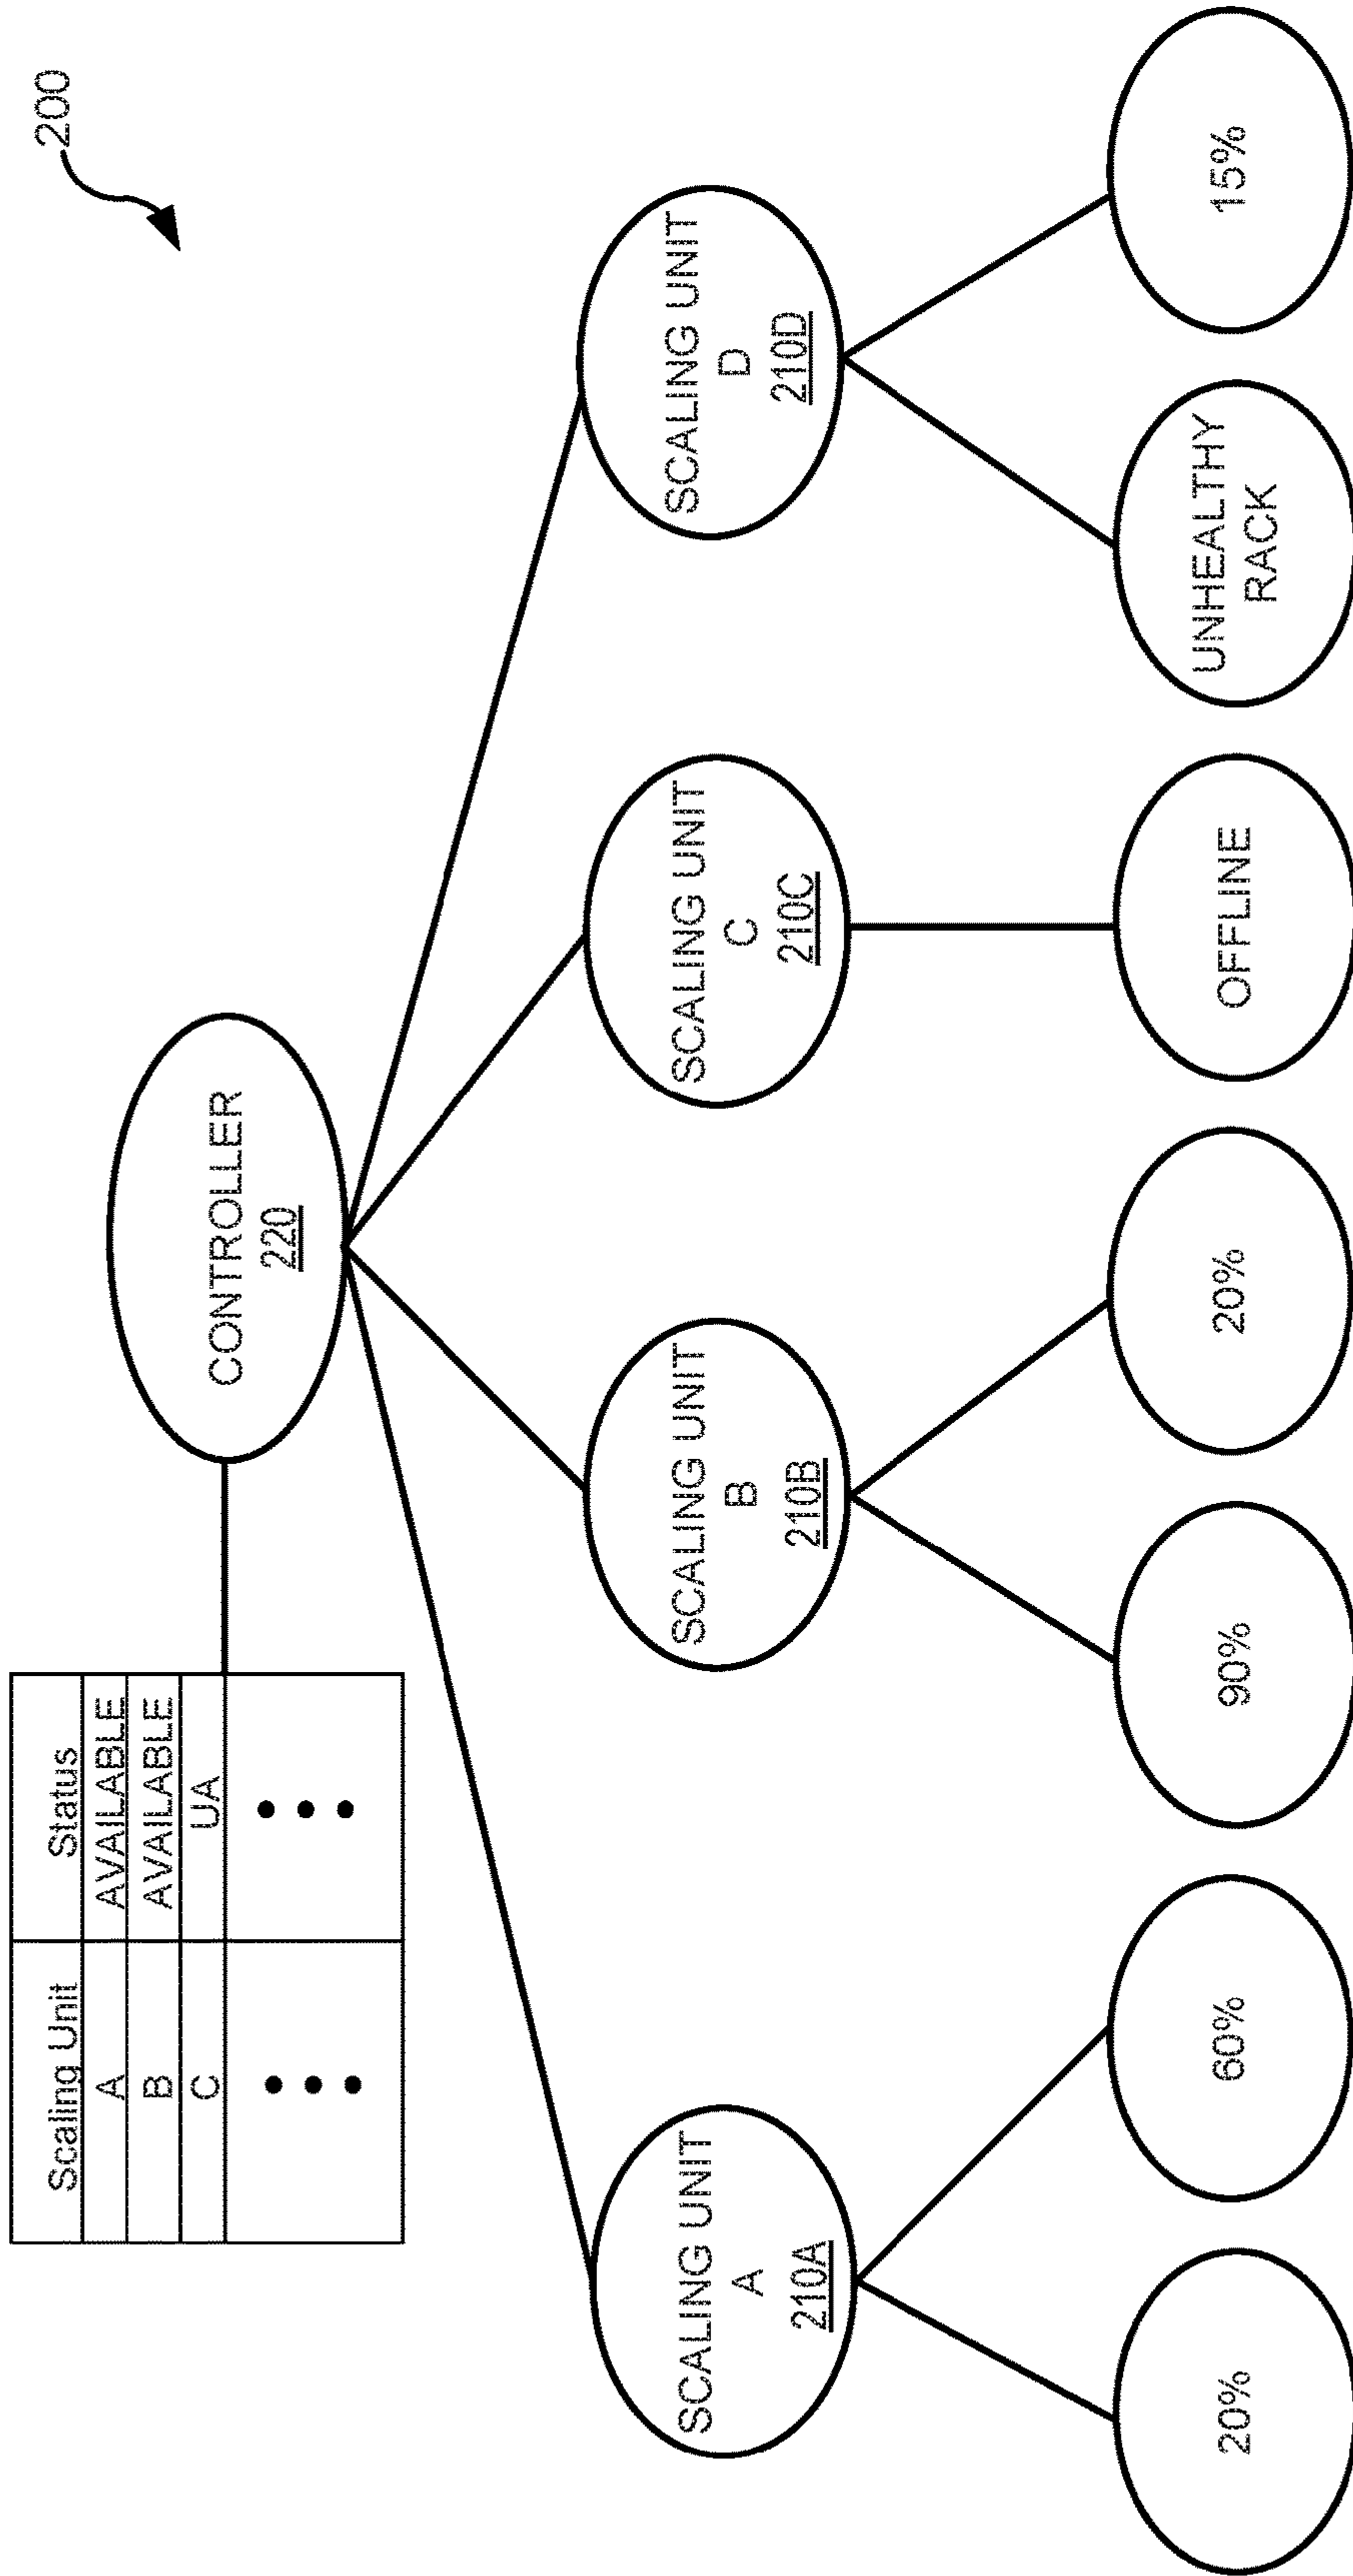 200
Scaling Unit Status
A AVAILABLE
B AVAILABLE
C UA
CONTROLLER
220
SCALING UNIT
A
210A
SCALING UNIT
B
210B
SCALING UNIT
C
210C
SCALING UNIT
D
210D
20%
60%
90%
20%
OFFLINE
UNHEALTHY
RACK
15%